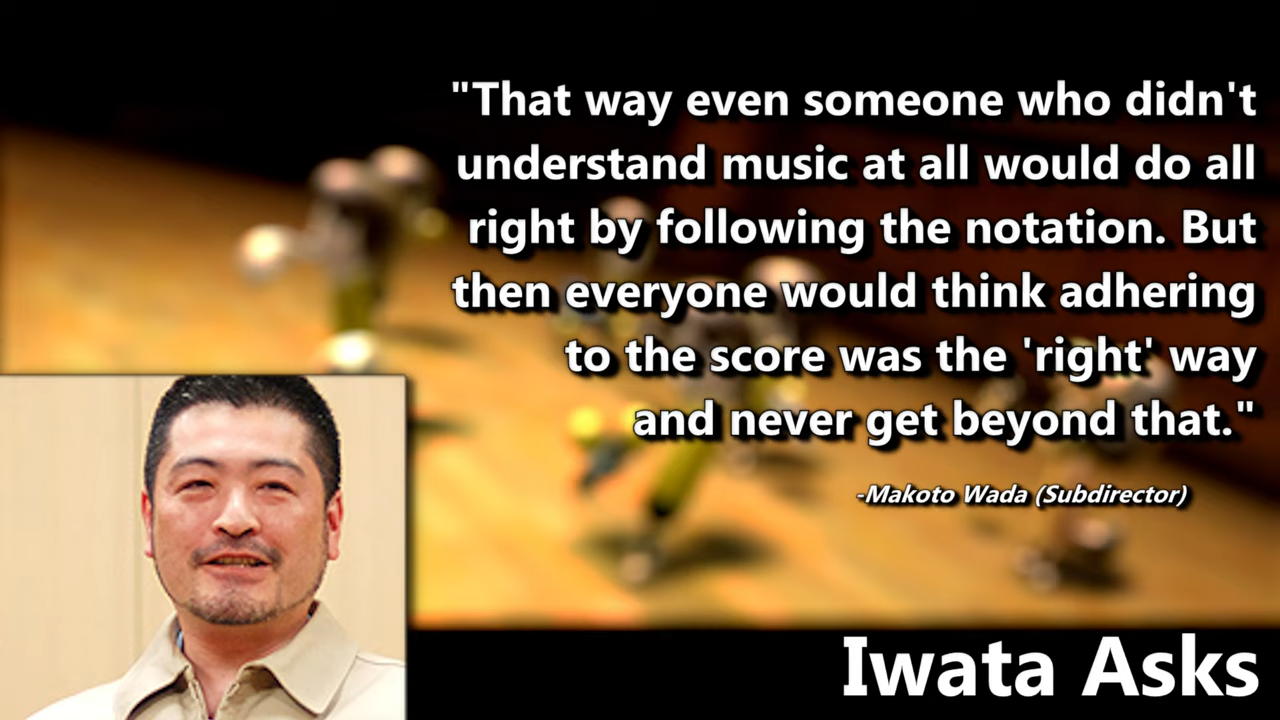 "That way even someone who didn't
understand music at all would do all
right by following the notation. But
then everyone would think adhering
to the score was the 'right' way
and never get beyond that."
-Makoto Wada (Subdirector)
Iwata Asks